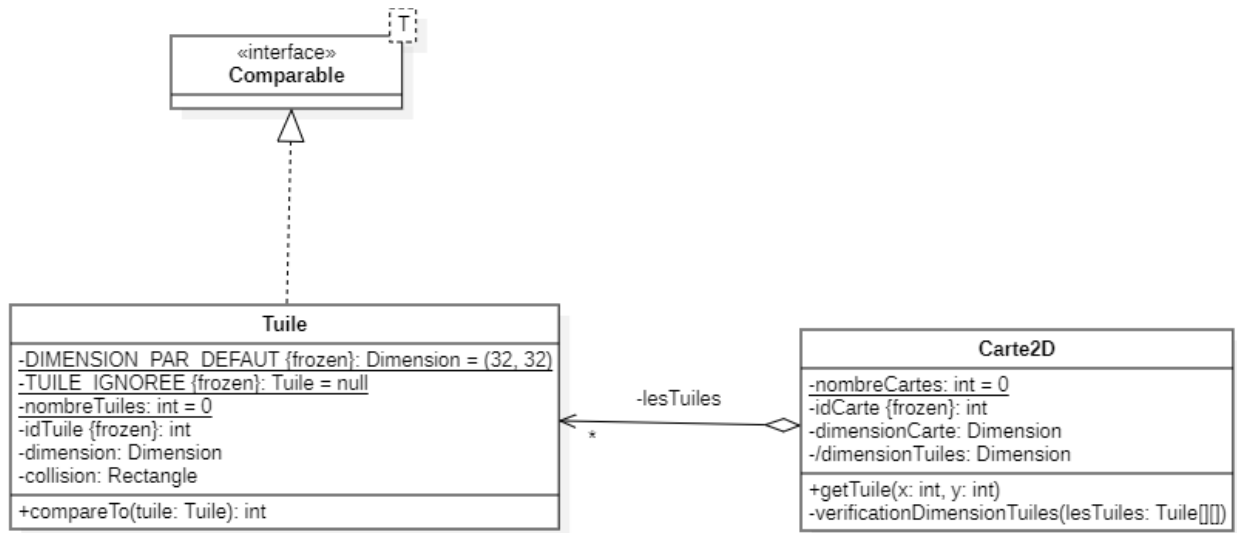 T
«interface»
Comparable
Tuile
-DIMENSION_PAR_DEFAUT {frozen}: Dimension = (32, 32)
-TUILE_IGNOREE {frozen}: Tuile = null
-nombreTuiles: int = 0
-idTuile {frozen}: int
-dimension: Dimension
-collision: Rectangle
+compareTo(tuile: Tuile): int
-lesTuiles
*
Carte2D
-nombreCartes: int = 0
-idCarte {frozen}: int
-dimensionCarte: Dimension
-/dimensionTuiles: Dimension
+getTuile(x: int, y: int)
-verificationDimensionTuiles(lesTuiles: Tuile[][])